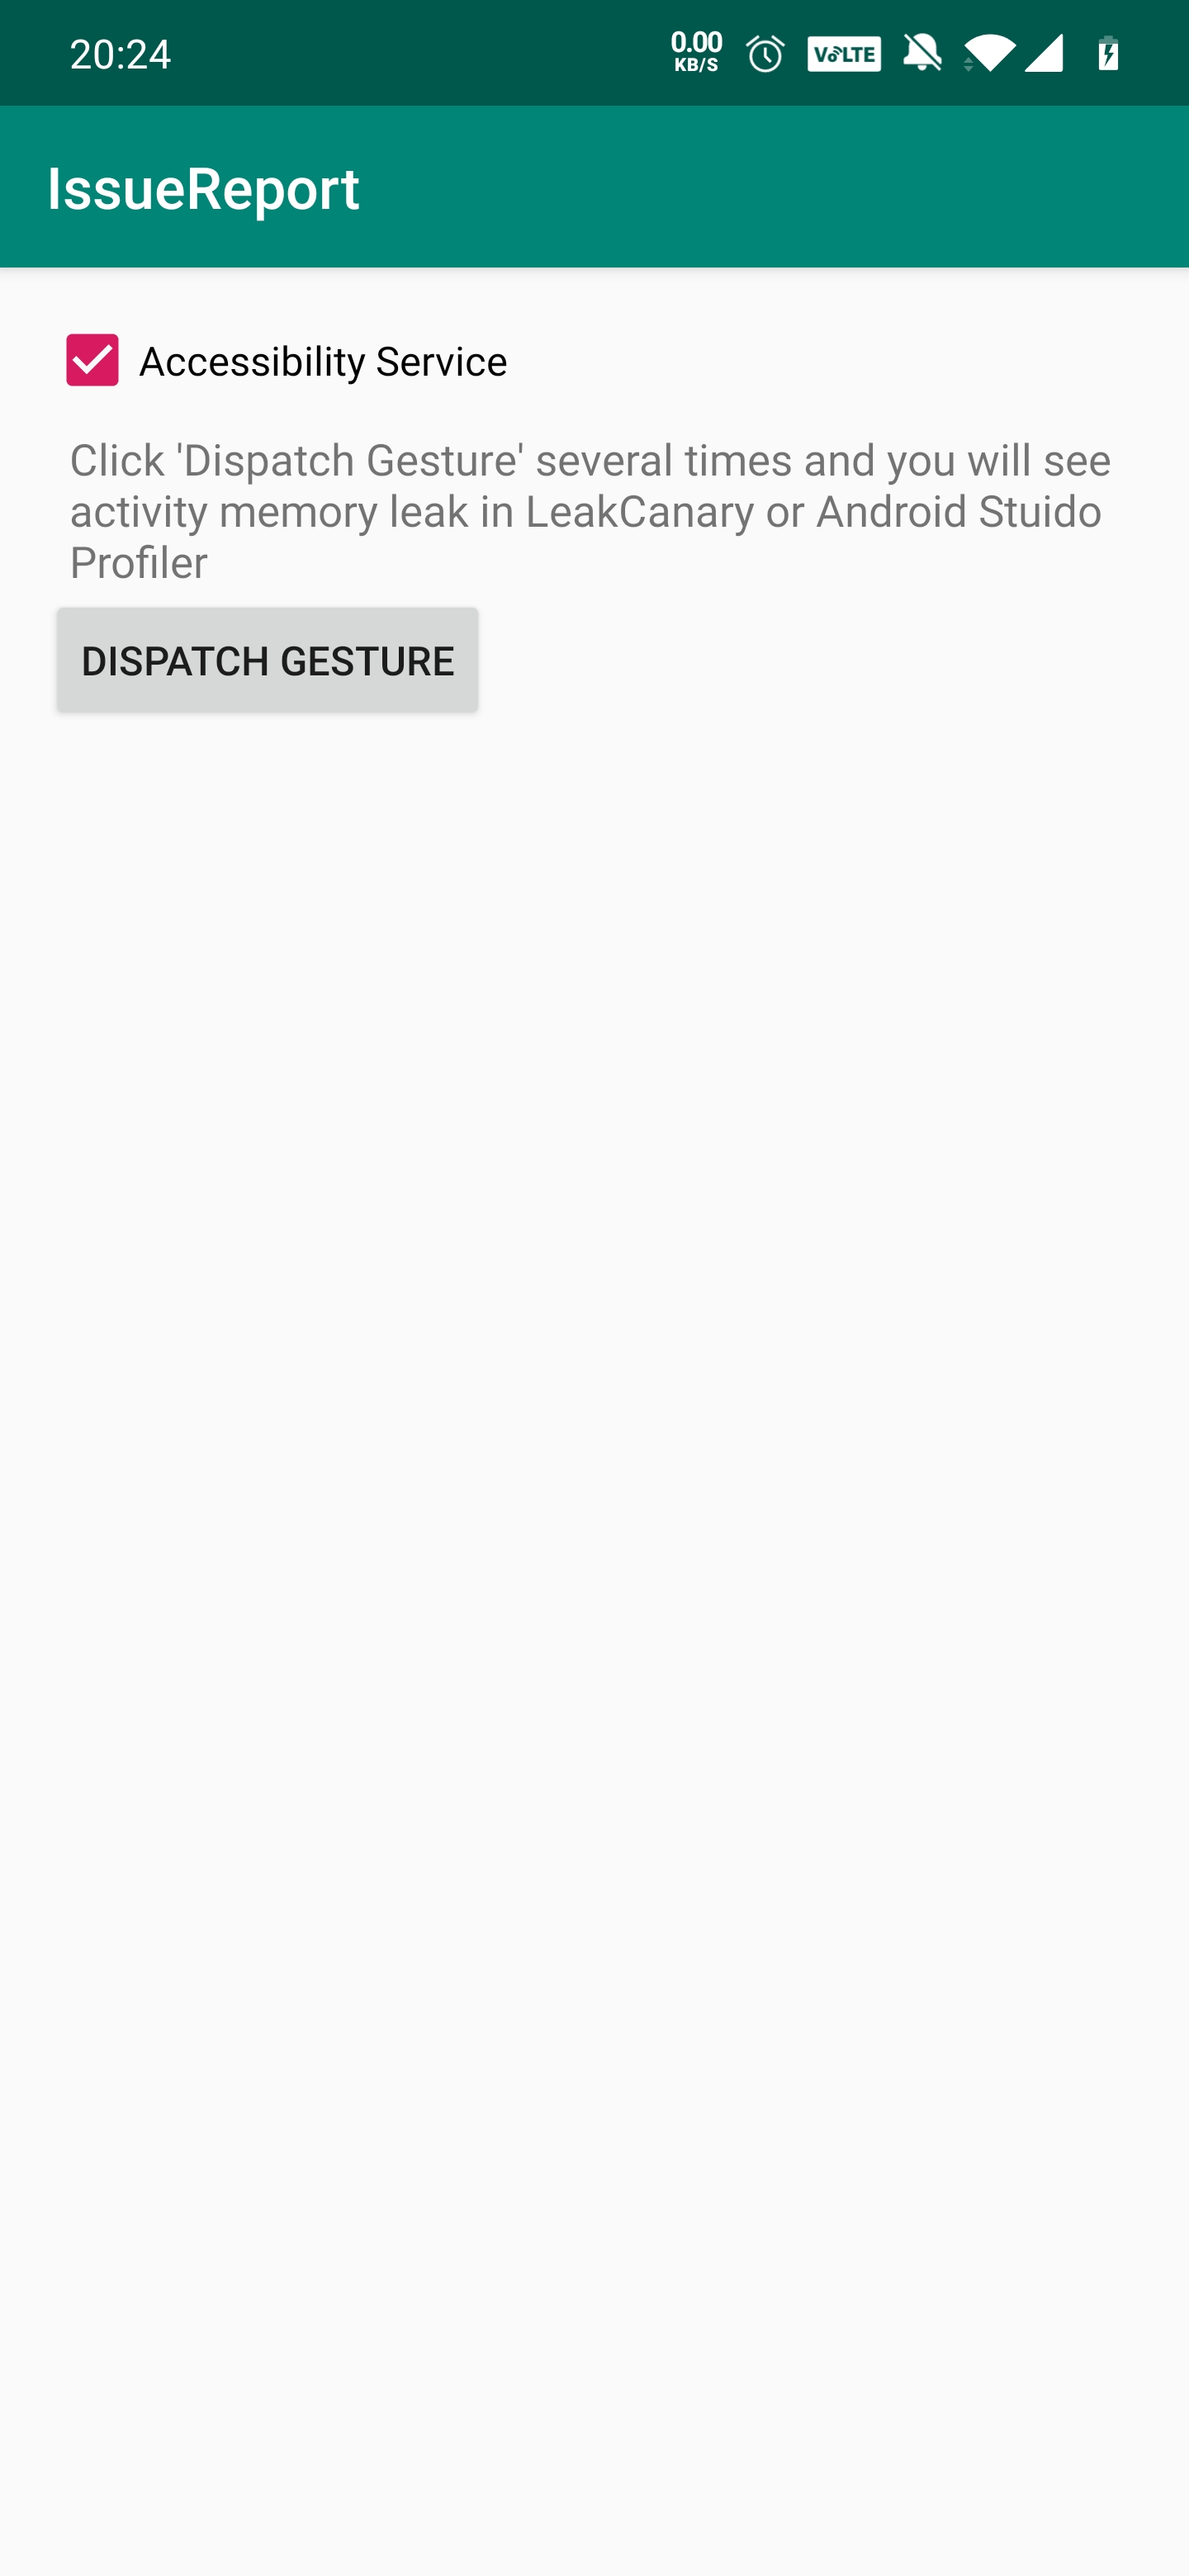 20:24
0.00
KB/S
VoLTE
IssueReport
Accessibility Service
Click 'Dispatch Gesture' several times and you will see
activity memory leak in LeakCanary or Android Stuido
Profiler
DISPATCH GESTURE